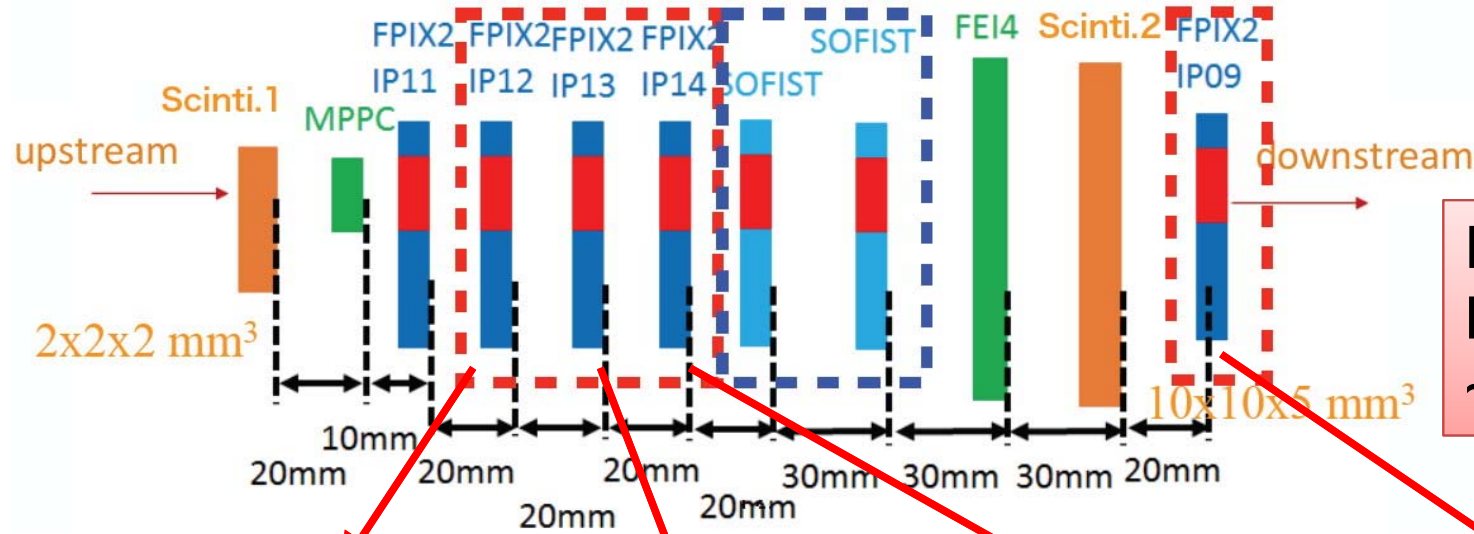 FPIX2 FPIX2 FPIX2 FPIX2 SOFIST FEI4 Scinti.2 FPIX2
IP11 IP12 IP13 IP14 SOFIST IP09
Scinti.1
MPPC
upstream
downstream
2x2x2 mm³
10x10x5 mm³
10mm
20mm 20mm 20mm 30mm 30mm 30mm 20mm
20mm 20mm